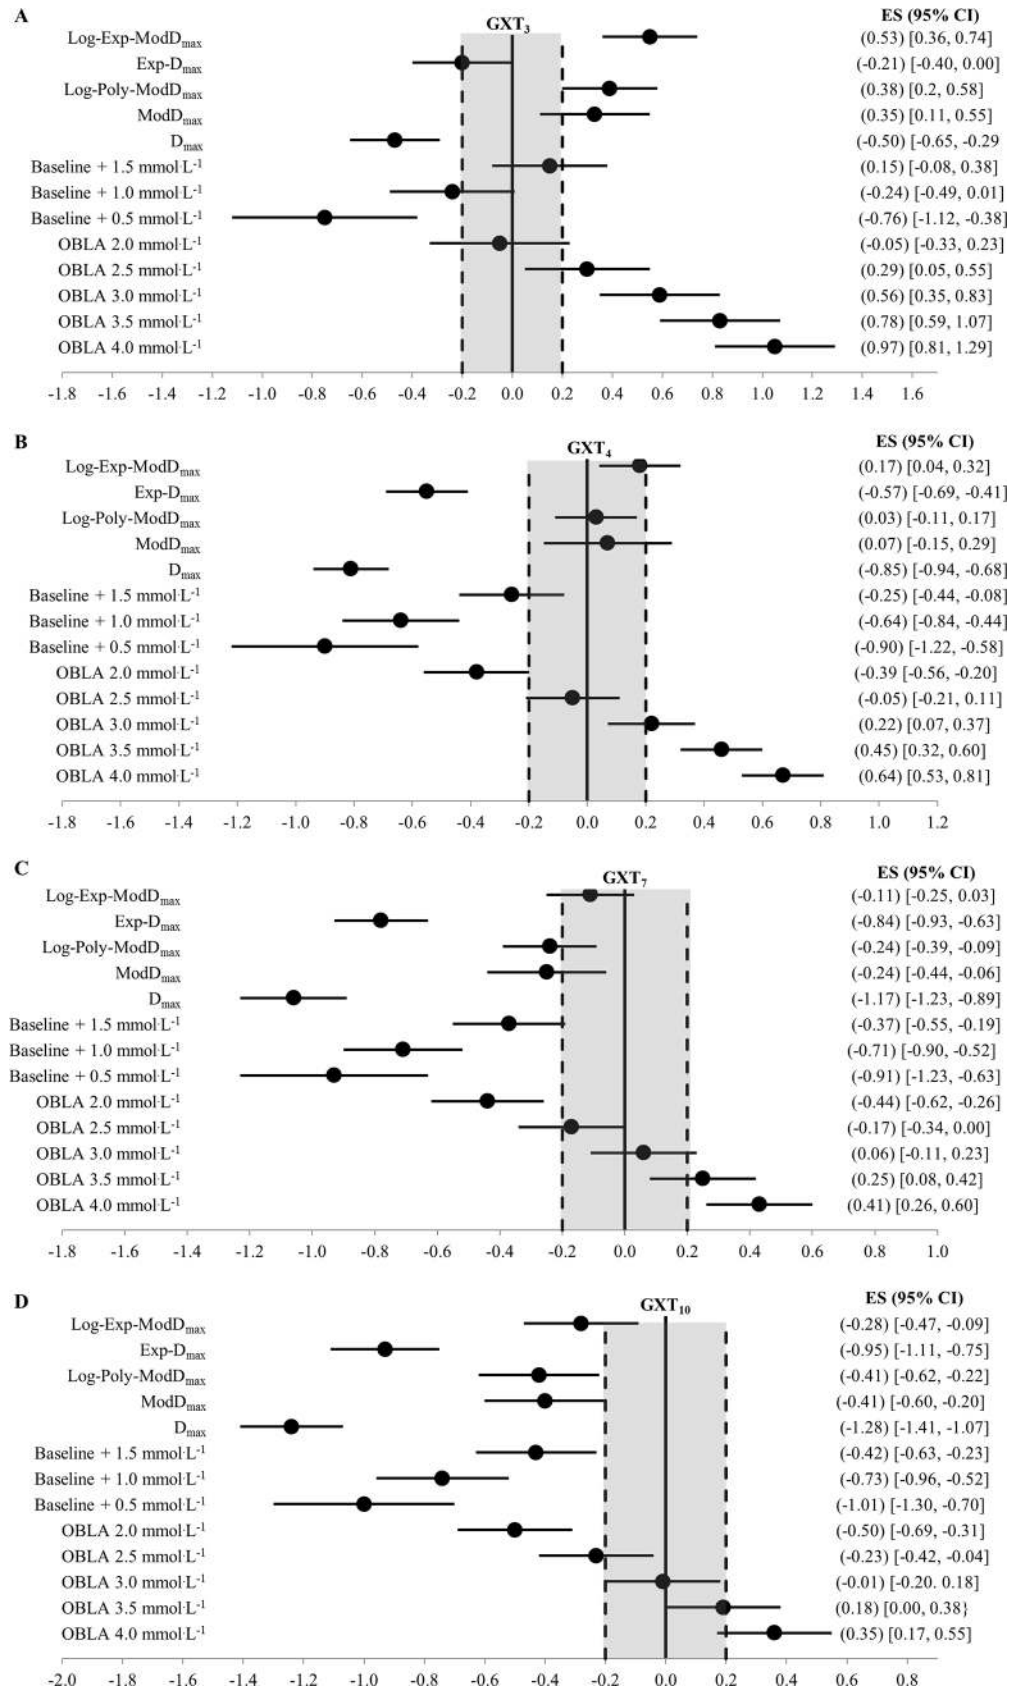 A GXT3 ES (95% CI)
Log-Exp-ModDmax (0.53) [0.36, 0.74]
Exp-Dmax (-0.21) [-0.40, 0.00]
Log-Poly-ModDmax (0.38) [0.2, 0.58]
ModDmax (0.35) [0.11, 0.55]
Dmax (-0.50) [-0.65, -0.29
Baseline + 1.5 mmol·L-1 (0.15) [-0.08, 0.38]
Baseline + 1.0 mmol·L-1 (-0.24) [-0.49, 0.01]
Baseline + 0.5 mmol·L-1 (-0.76) [-1.12, -0.38]
OBLA 2.0 mmol·L-1 (-0.05) [-0.33, 0.23]
OBLA 2.5 mmol·L-1 (0.29) [0.05, 0.55]
OBLA 3.0 mmol·L-1 (0.56) [0.35, 0.83]
OBLA 3.5 mmol·L-1 (0.78) [0.59, 1.07]
OBLA 4.0 mmol·L-1 (0.97) [0.81, 1.29]
-1.8 -1.6 -1.4 -1.2 -1.0 -0.8 -0.6 -0.4 -0.2 0.0 0.2 0.4 0.6 0.8 1.0 1.2 1.4 1.6
B GXT4 ES (95% CI)
Log-Exp-ModDmax (0.17) [0.04, 0.32]
Exp-Dmax (-0.57) [-0.69, -0.41]
Log-Poly-ModDmax (0.03) [-0.11, 0.17]
ModDmax (0.07) [-0.15, 0.29]
Dmax (-0.85) [-0.94, -0.68]
Baseline + 1.5 mmol·L-1 (-0.25) [-0.44, -0.08]
Baseline + 1.0 mmol·L-1 (-0.64) [-0.84, -0.44]
Baseline + 0.5 mmol·L-1 (-0.90) [-1.22, -0.58]
OBLA 2.0 mmol·L-1 (-0.39) [-0.56, -0.20]
OBLA 2.5 mmol·L-1 (-0.05) [-0.21, 0.11]
OBLA 3.0 mmol·L-1 (0.22) [0.07, 0.37]
OBLA 3.5 mmol·L-1 (0.45) [0.32, 0.60]
OBLA 4.0 mmol·L-1 (0.64) [0.53, 0.81]
-1.8 -1.6 -1.4 -1.2 -1.0 -0.8 -0.6 -0.4 -0.2 0.0 0.2 0.4 0.6 0.8 1.0 1.2
C GXT7 ES (95% CI)
Log-Exp-ModDmax (-0.11) [-0.25, 0.03]
Exp-Dmax (-0.84) [-0.93, -0.63]
Log-Poly-ModDmax (-0.24) [-0.39, -0.09]
ModDmax (-0.24) [-0.44, -0.06]
Dmax (-1.17) [-1.23, -0.89]
Baseline + 1.5 mmol·L-1 (-0.37) [-0.55, -0.19]
Baseline + 1.0 mmol·L-1 (-0.71) [-0.90, -0.52]
Baseline + 0.5 mmol·L-1 (-0.91) [-1.23, -0.63]
OBLA 2.0 mmol·L-1 (-0.44) [-0.62, -0.26]
OBLA 2.5 mmol·L-1 (-0.17) [-0.34, 0.00]
OBLA 3.0 mmol·L-1 (0.06) [-0.11, 0.23]
OBLA 3.5 mmol·L-1 (0.25) [0.08, 0.42]
OBLA 4.0 mmol·L-1 (0.41) [0.26, 0.60]
-1.8 -1.6 -1.4 -1.2 -1.0 -0.8 -0.6 -0.4 -0.2 0.0 0.2 0.4 0.6 0.8 1.0
D GXT10 ES (95% CI)
Log-Exp-ModDmax (-0.28) [-0.47, -0.09]
Exp-Dmax (-0.95) [-1.11, -0.75]
Log-Poly-ModDmax (-0.41) [-0.62, -0.22]
ModDmax (-0.41) [-0.60, -0.20]
Dmax (-1.28) [-1.41, -1.07]
Baseline + 1.5 mmol·L-1 (-0.42) [-0.63, -0.23]
Baseline + 1.0 mmol·L-1 (-0.73) [-0.96, -0.52]
Baseline + 0.5 mmol·L-1 (-1.01) [-1.30, -0.70]
OBLA 2.0 mmol·L-1 (-0.50) [-0.69, -0.31]
OBLA 2.5 mmol·L-1 (-0.23) [-0.42, -0.04]
OBLA 3.0 mmol·L-1 (-0.01) [-0.20. 0.18]
OBLA 3.5 mmol·L-1 (0.18) [0.00, 0.38}
OBLA 4.0 mmol·L-1 (0.35) [0.17, 0.55]
-2.0 -1.8 -1.6 -1.4 -1.2 -1.0 -0.8 -0.6 -0.4 -0.2 0.0 0.2 0.4 0.6 0.8